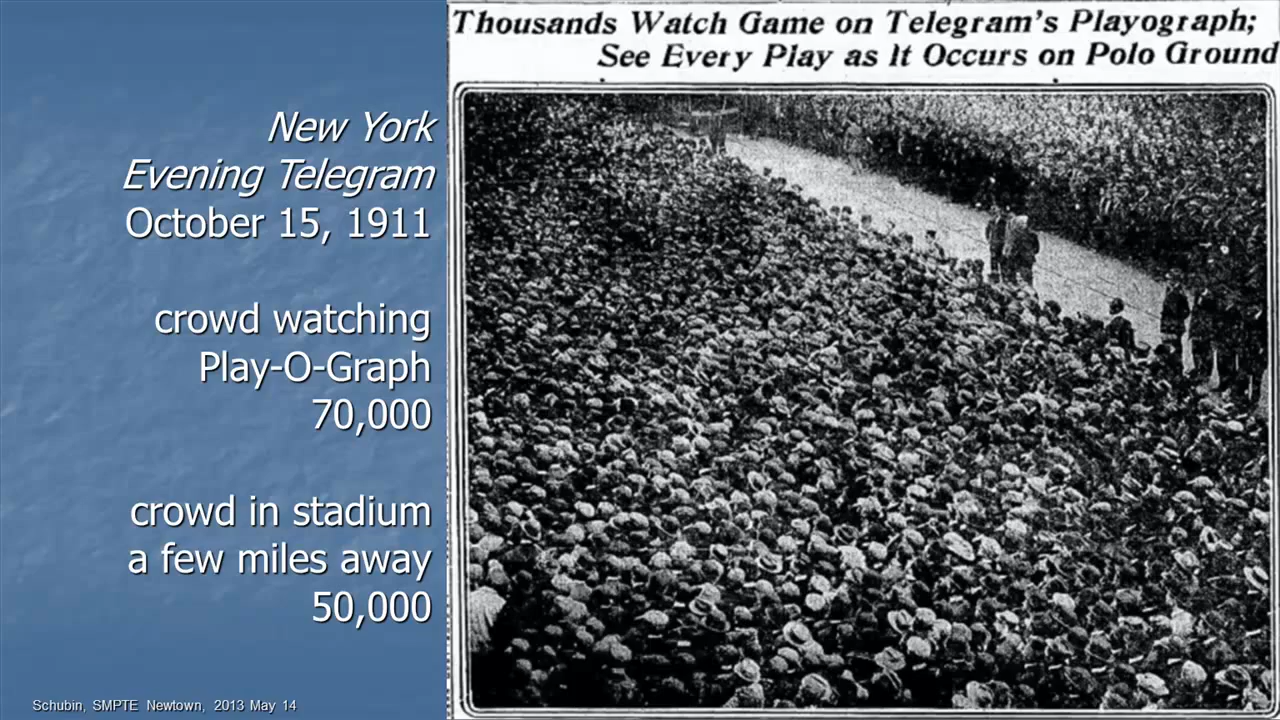 New York
Evening Telegram
October 15, 1911
crowd watching
Play-O-Graph
70,000
crowd in stadium
a few miles away
50,000
Schubin, SMPTE Newtown, 2013 May 14
Thousands Watch Game on Telegram's Playograph;
See Every Play as It Occurs on Polo Ground